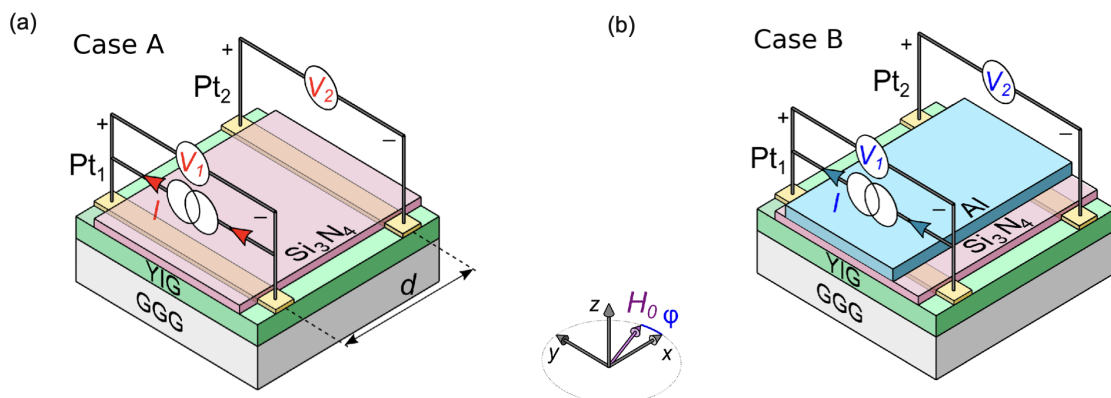 (a)
Case A
+
Pt₂
V₂
−
+
Pt₁
V₁
I
−
Si₃N₄
YIG
GGG
d
z
H₀
φ
y
x
(b)
Case B
+
Pt₂
V₂
−
+
Pt₁
V₁
I
−
Al
Si₃N₄
YIG
GGG